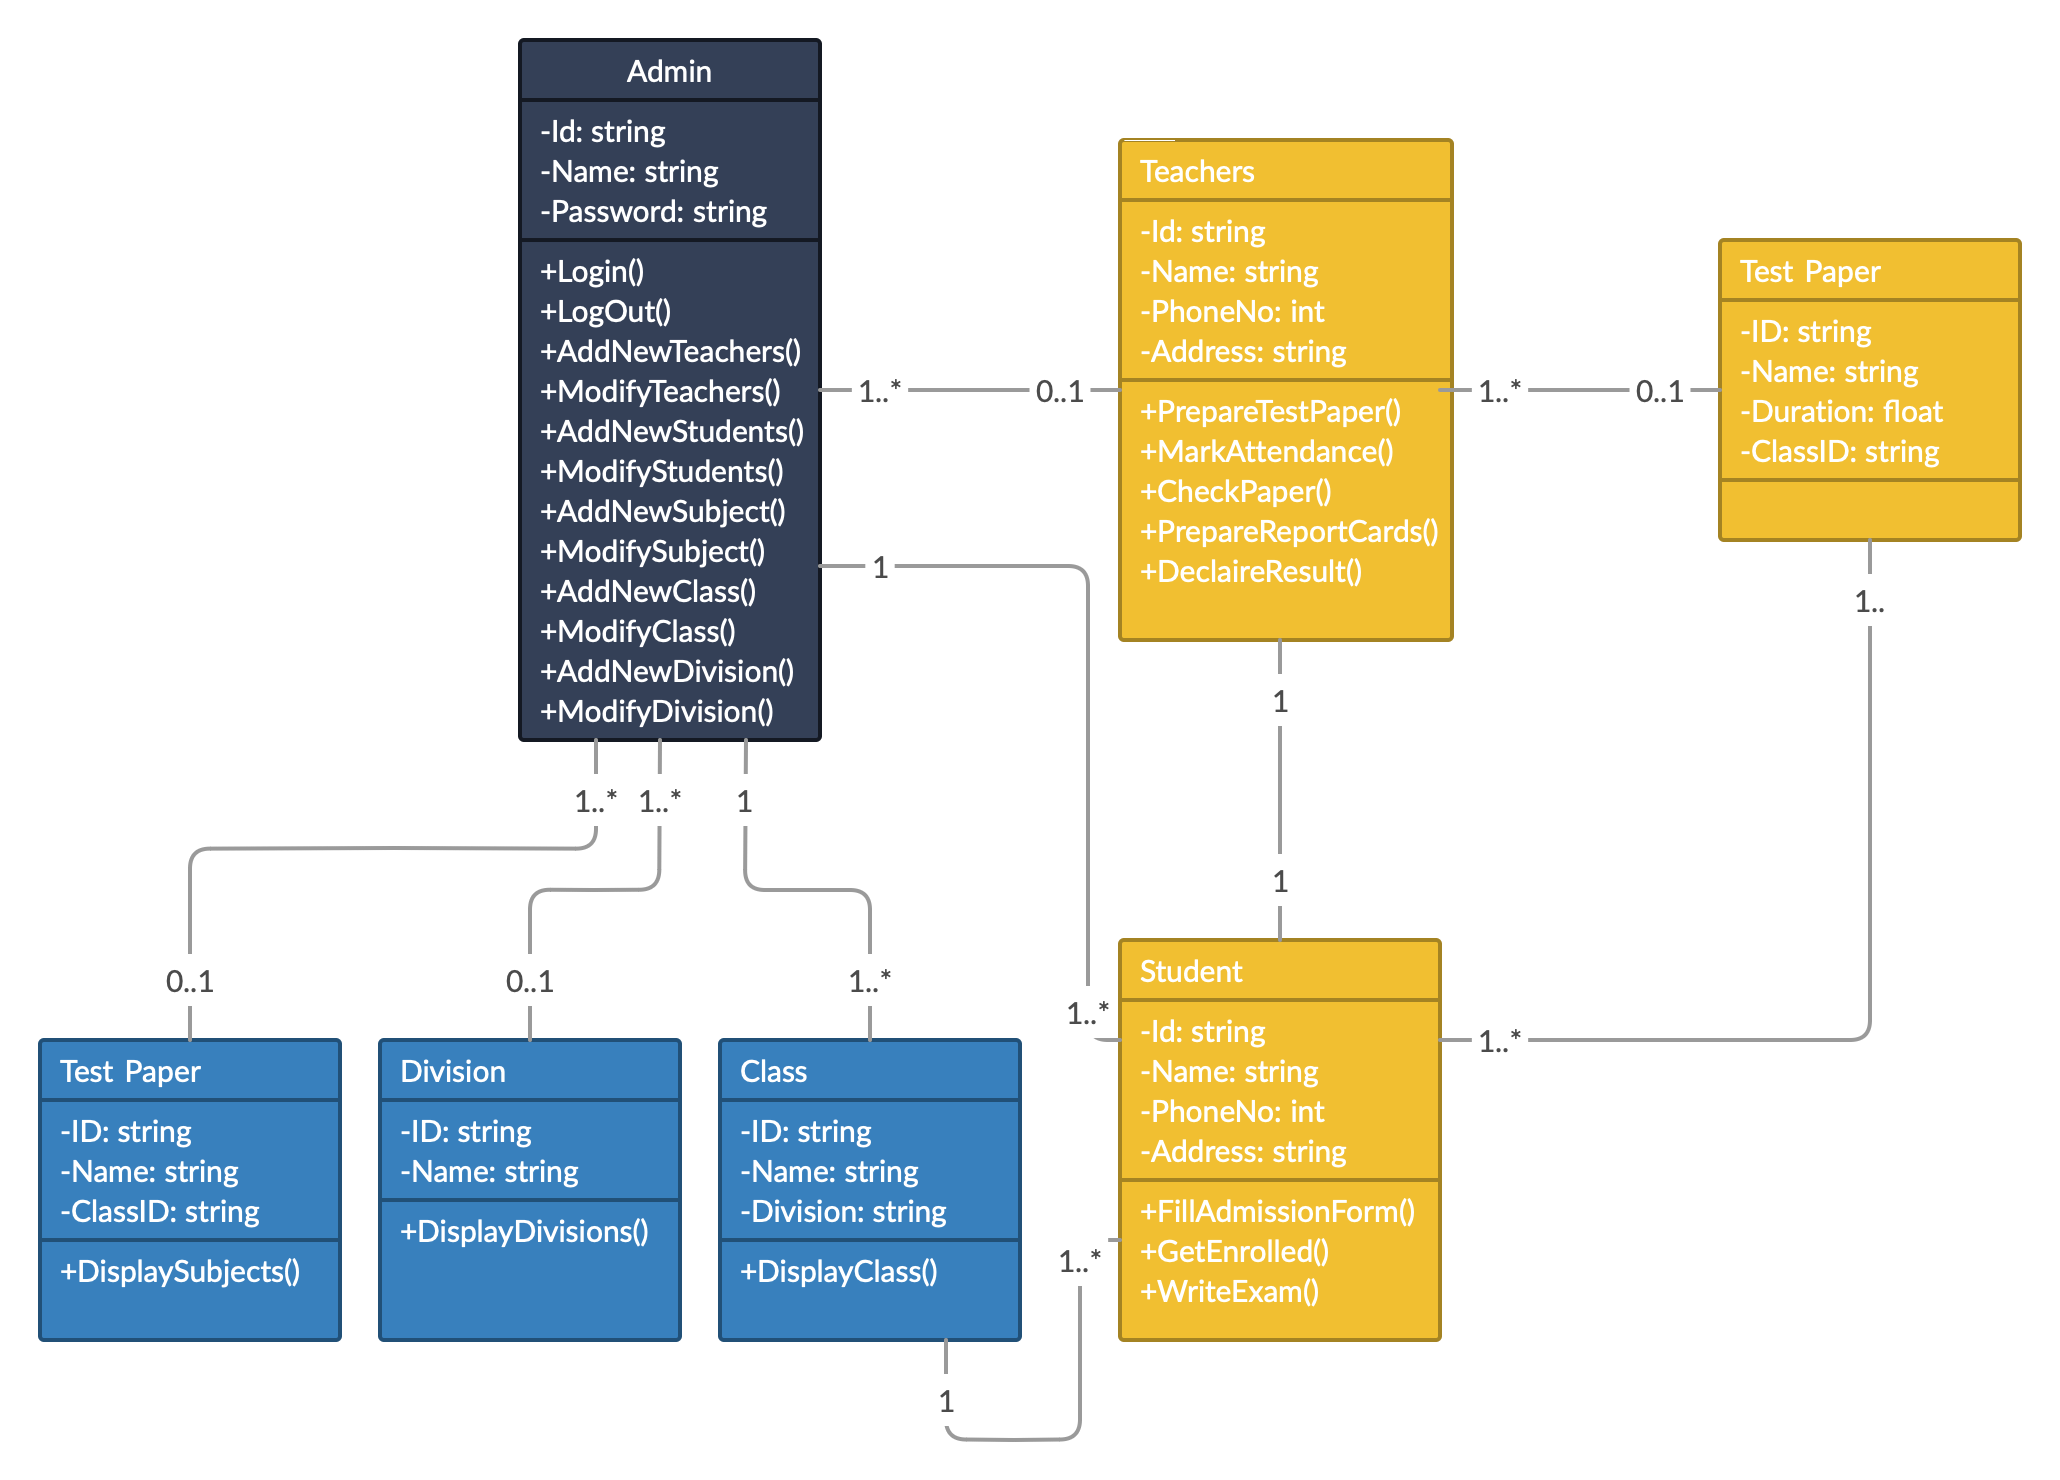 Admin
-Id: string
-Name: string
-Password: string
+Login()
+LogOut()
+AddNewTeachers()
+ModifyTeachers()
+AddNewStudents()
+ModifyStudents()
+AddNewSubject()
+ModifySubject()
+AddNewClass()
+ModifyClass()
+AddNewDivision()
+ModifyDivision()
1..*
0..1
1
1..*
Teachers
-Id: string
-Name: string
-PhoneNo: int
-Address: string
+PrepareTestPaper()
+MarkAttendance()
+CheckPaper()
+PrepareReportCards()
+DeclaireResult()
1..*
0..1
Test Paper
-ID: string
-Name: string
-Duration: float
-ClassID: string
1..
1
1
1..*
1..*
1
0..1
0..1
1..*
Test Paper
-ID: string
-Name: string
-ClassID: string
+DisplaySubjects()
Division
-ID: string
-Name: string
+DisplayDivisions()
Class
-ID: string
-Name: string
-Division: string
+DisplayClass()
1
1..*
Student
-Id: string
-Name: string
-PhoneNo: int
-Address: string
+FillAdmissionForm()
+GetEnrolled()
+WriteExam()
1..*